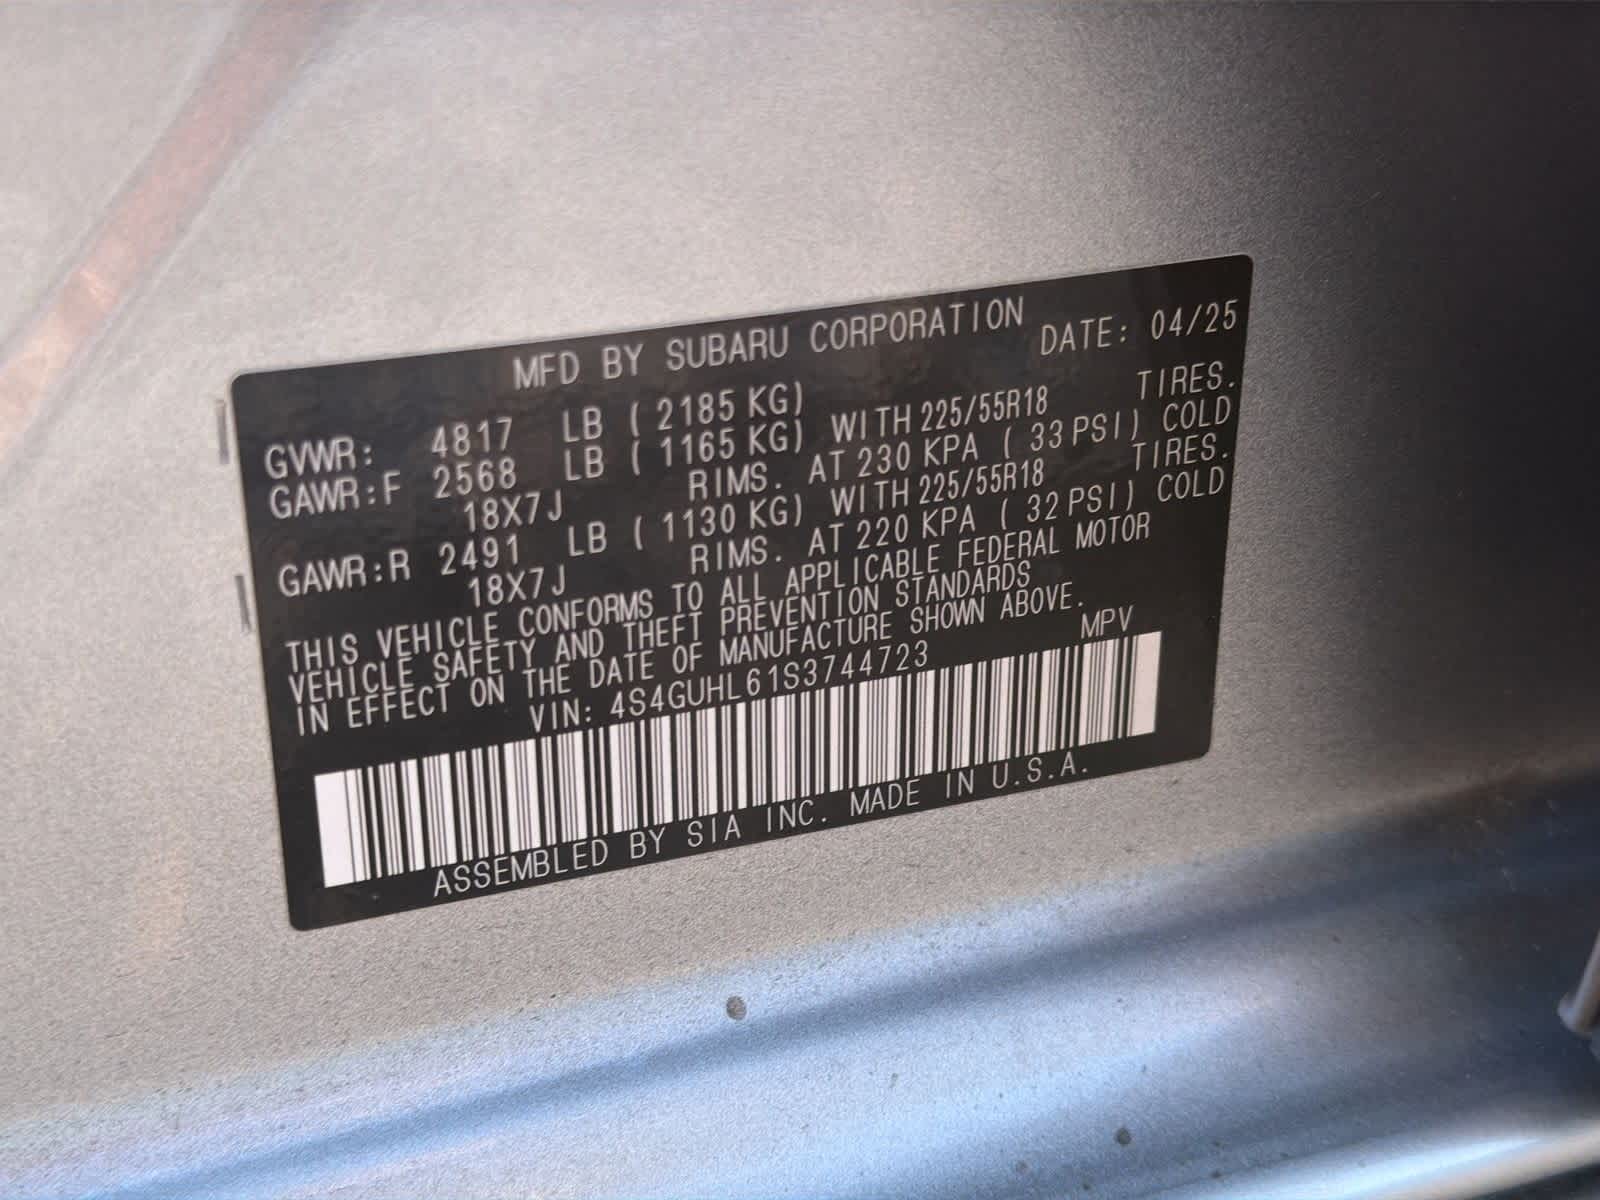 MFD BY SUBARU CORPORATION DATE: 04/25
GVWR: 4817 LB ( 2185 KG)
GAWR:F 2568 LB ( 1165 KG) WITH 225/55R18 TIRES.
18X7J RIMS. AT 230 KPA ( 33 PSI) COLD
GAWR:R 2491 LB ( 1130 KG) WITH 225/55R18 TIRES.
18X7J RIMS. AT 220 KPA ( 32 PSI) COLD
THIS VEHICLE CONFORMS TO ALL APPLICABLE FEDERAL MOTOR
VEHICLE SAFETY AND THEFT PREVENTION STANDARDS
IN EFFECT ON THE DATE OF MANUFACTURE SHOWN ABOVE.
VIN: 4S4GUHL61S3744723 MPV
ASSEMBLED BY SIA INC. MADE IN U.S.A.